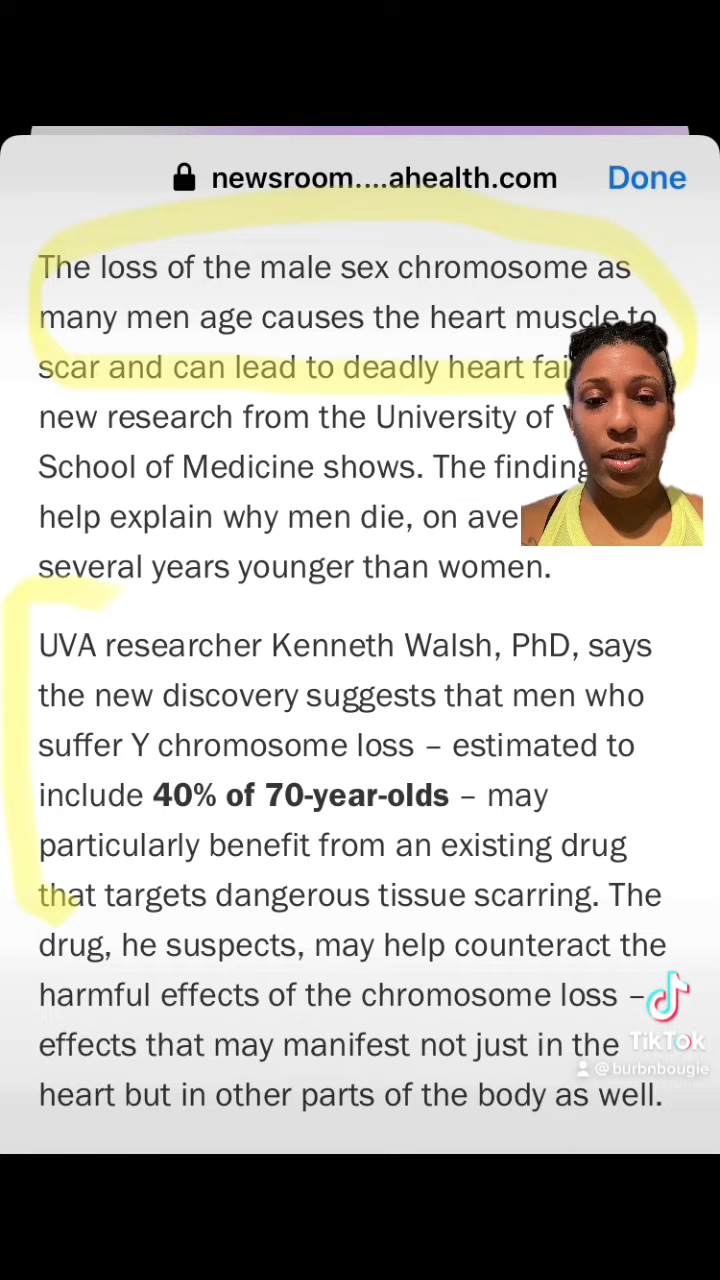 newsroom....ahealth.com
Done
The loss of the male sex chromosome as
many men age causes the heart muscle to
scar and can lead to deadly heart
new research from the University of
School of Medicine shows. The
help explain why men die, on
several years younger than women.
UVA researcher Kenneth Walsh, PhD, says
the new discovery suggests that men who
suffer Y chromosome loss – estimated to
include 40% of 70-year-olds – may
particularly benefit from an existing drug
that targets dangerous tissue scarring. The
drug, he suspects, may help counteract the
harmful effects of the chromosome loss –
effects that may manifest not just in the
heart but in other parts of the body as well.
TikTok
@burbnbougie